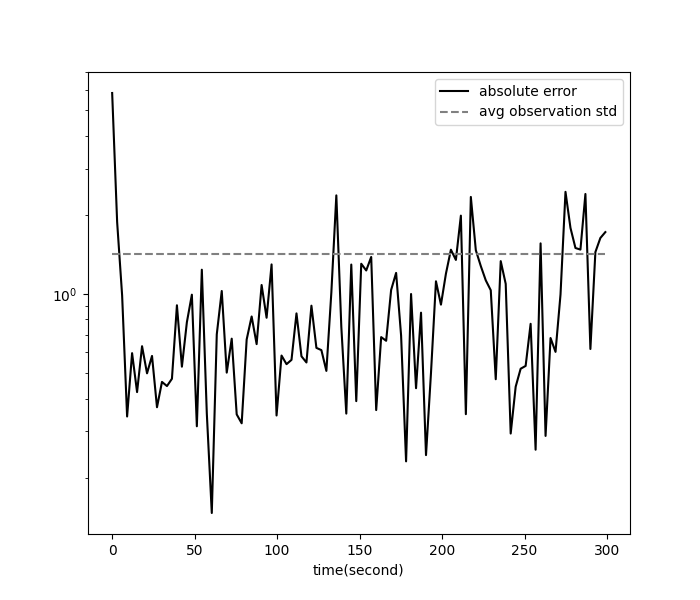 absolute error
avg observation std
10⁰
0 50 100 150 200 250 300
time(second)